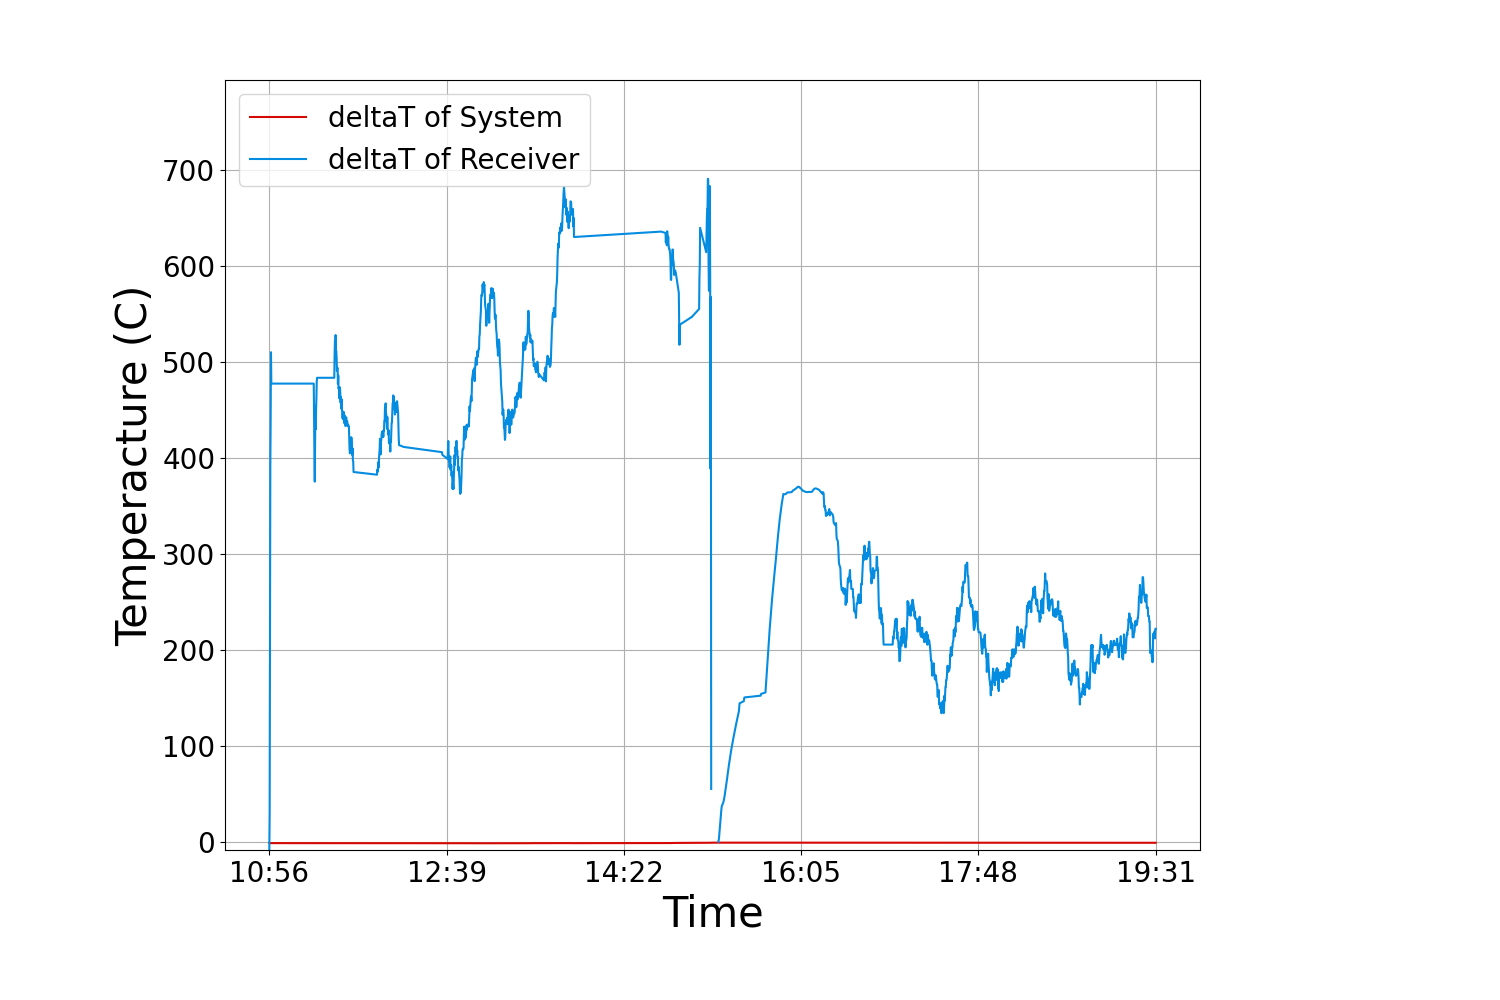 deltaT of System
deltaT of Receiver
Temperacture (C)
700
600
500
400
300
200
100
0
10:56 12:39 14:22 16:05 17:48 19:31
Time